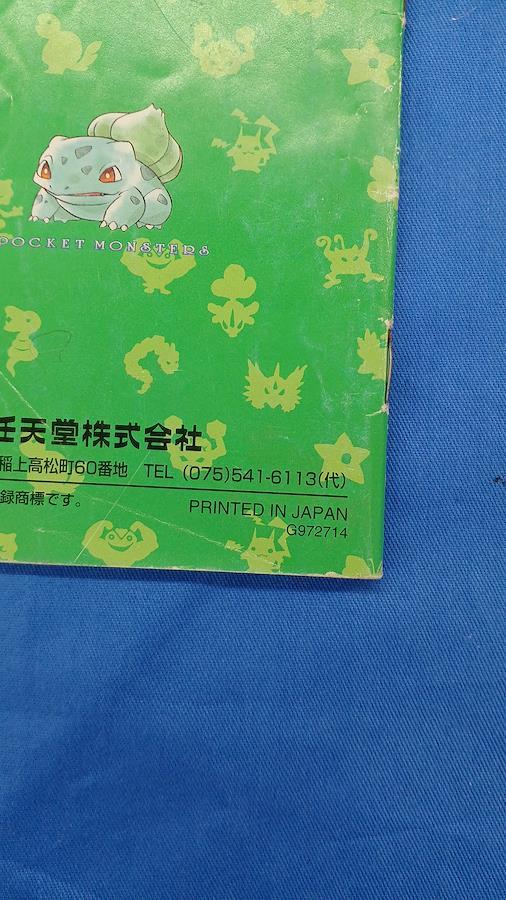 POCKET MONSTERS
任天堂株式会社
稲上高松町60番地 TEL (075)541-6113(代)
録商標です。
PRINTED IN JAPAN
G972714